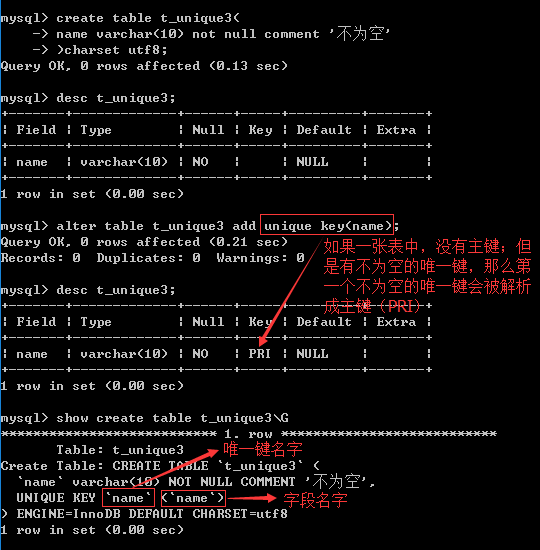 mysql> create table t_unique3(
-> name varchar(10) not null comment '不为空'
-> )charset utf8;
Query OK, 0 rows affected (0.13 sec)
mysql> desc t_unique3;
+-------+-------------+------+-----+---------+-------+
| Field | Type | Null | Key | Default | Extra |
+-------+-------------+------+-----+---------+-------+
| name | varchar(10) | NO | | NULL | |
+-------+-------------+------+-----+---------+-------+
1 row in set (0.00 sec)
mysql> alter table t_unique3 add unique key(name);
Query OK, 0 rows affected (0.21 sec)
Records: 0 Duplicates: 0 Warnings: 0
如果一张表中，没有主键；但
是有不为空的唯一键，那么第
一个不为空的唯一键会被解析
成主键（PRI）
mysql> desc t_unique3;
+-------+-------------+------+-----+---------+-------+
| Field | Type | Null | Key | Default | Extra |
+-------+-------------+------+-----+---------+-------+
| name | varchar(10) | NO | PRI | NULL | |
+-------+-------------+------+-----+---------+-------+
1 row in set (0.00 sec)
mysql> show create table t_unique3\G
*************************** 1. row ***************************
Table: t_unique3 唯一键名字
Create Table: CREATE TABLE `t_unique3` (
`name` varchar(10) NOT NULL COMMENT '不为空',
UNIQUE KEY `name` (`name`) 字段名字
) ENGINE=InnoDB DEFAULT CHARSET=utf8
1 row in set (0.00 sec)